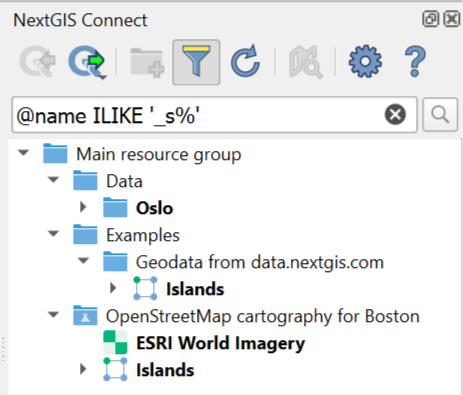 NextGIS Connect
@name ILIKE '_s%'
Main resource group
Data
Oslo
Examples
Geodata from data.nextgis.com
Islands
OpenStreetMap cartography for Boston
ESRI World Imagery
Islands